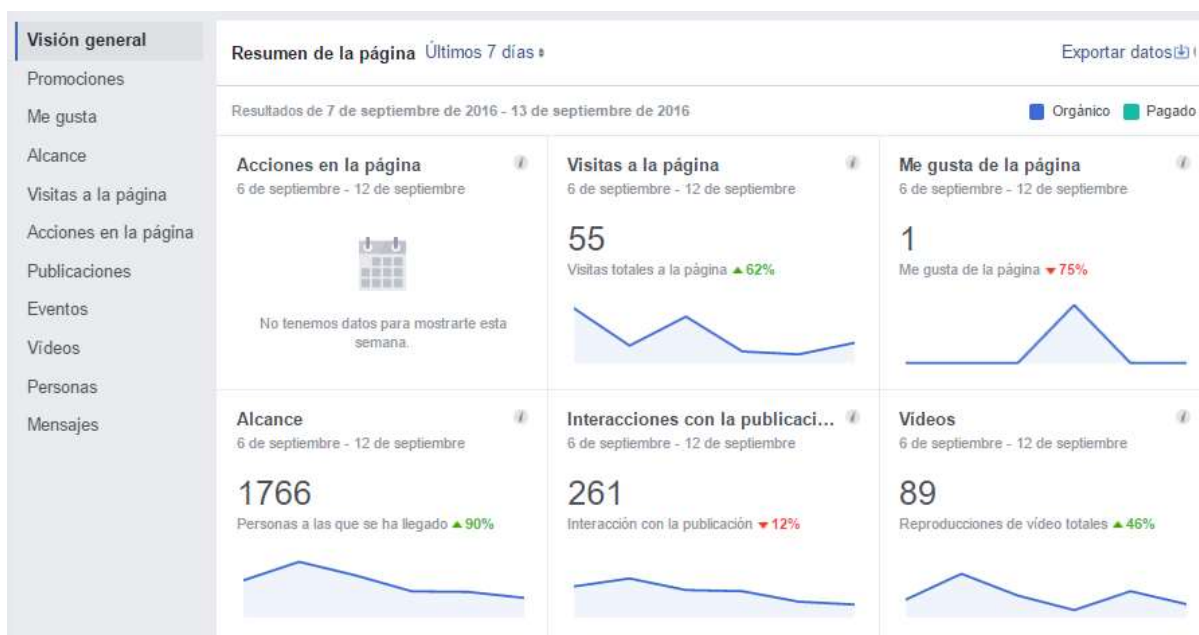 Visión general
Promociones
Me gusta
Alcance
Visitas a la página
Acciones en la página
Publicaciones
Eventos
Vídeos
Personas
Mensajes
Resumen de la página Últimos 7 días
Exportar datos
Resultados de 7 de septiembre de 2016 - 13 de septiembre de 2016
Orgánico Pagado
Acciones en la página
6 de septiembre - 12 de septiembre
No tenemos datos para mostrarte esta
semana.
Visitas a la página
6 de septiembre - 12 de septiembre
55
Visitas totales a la página ▲ 62%
Me gusta de la página
6 de septiembre - 12 de septiembre
1
Me gusta de la página ▼ 75%
Alcance
6 de septiembre - 12 de septiembre
1766
Personas a las que se ha llegado ▲ 90%
Interacciones con la publicaci...
6 de septiembre - 12 de septiembre
261
Interacción con la publicación ▼ 12%
Vídeos
6 de septiembre - 12 de septiembre
89
Reproducciones de vídeo totales ▲ 46%